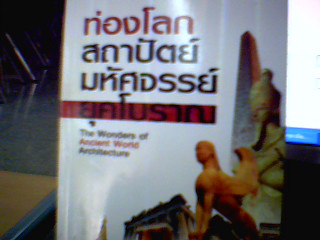 ท่องโลก
สถาปัตย์
มหัศจรรย์
ยุคโบราณ
The Wonders of
Ancient World
Architecture